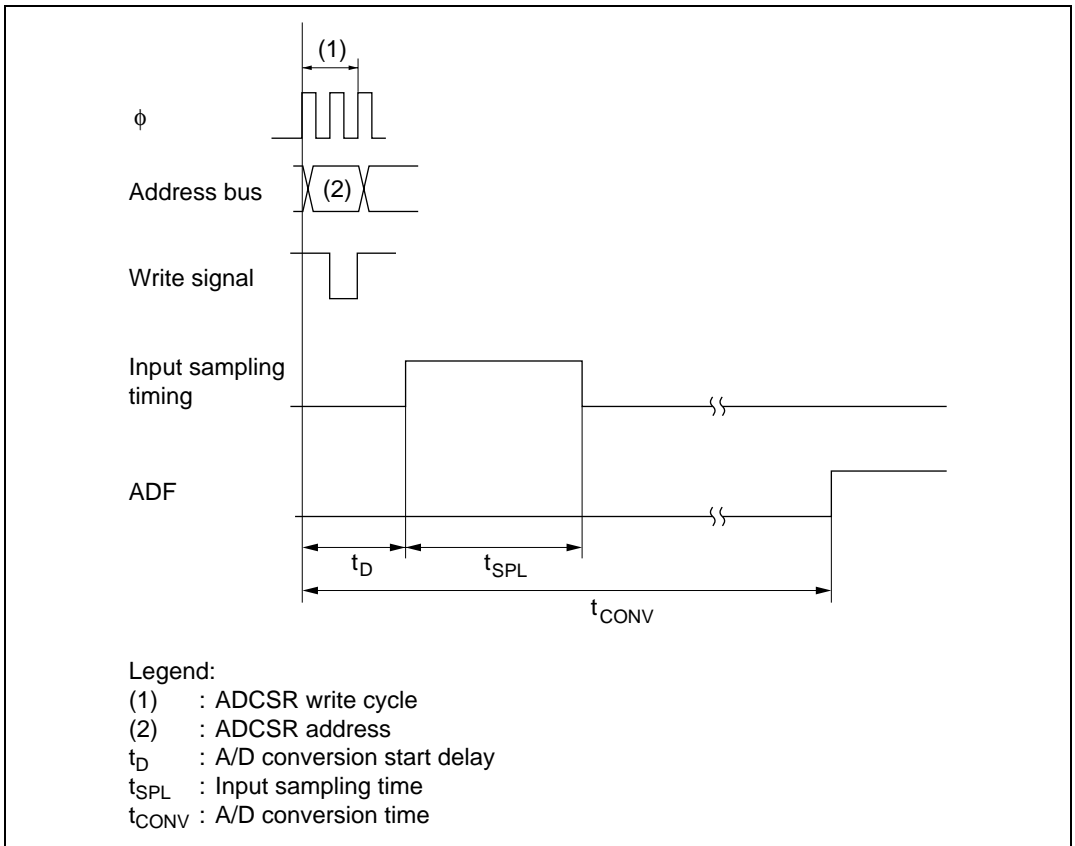 (1)
ϕ
Address bus
(2)
Write signal
Input sampling
timing
ADF
tD
tSPL
tCONV
Legend:
(1) : ADCSR write cycle
(2) : ADCSR address
tD : A/D conversion start delay
tSPL : Input sampling time
tCONV : A/D conversion time